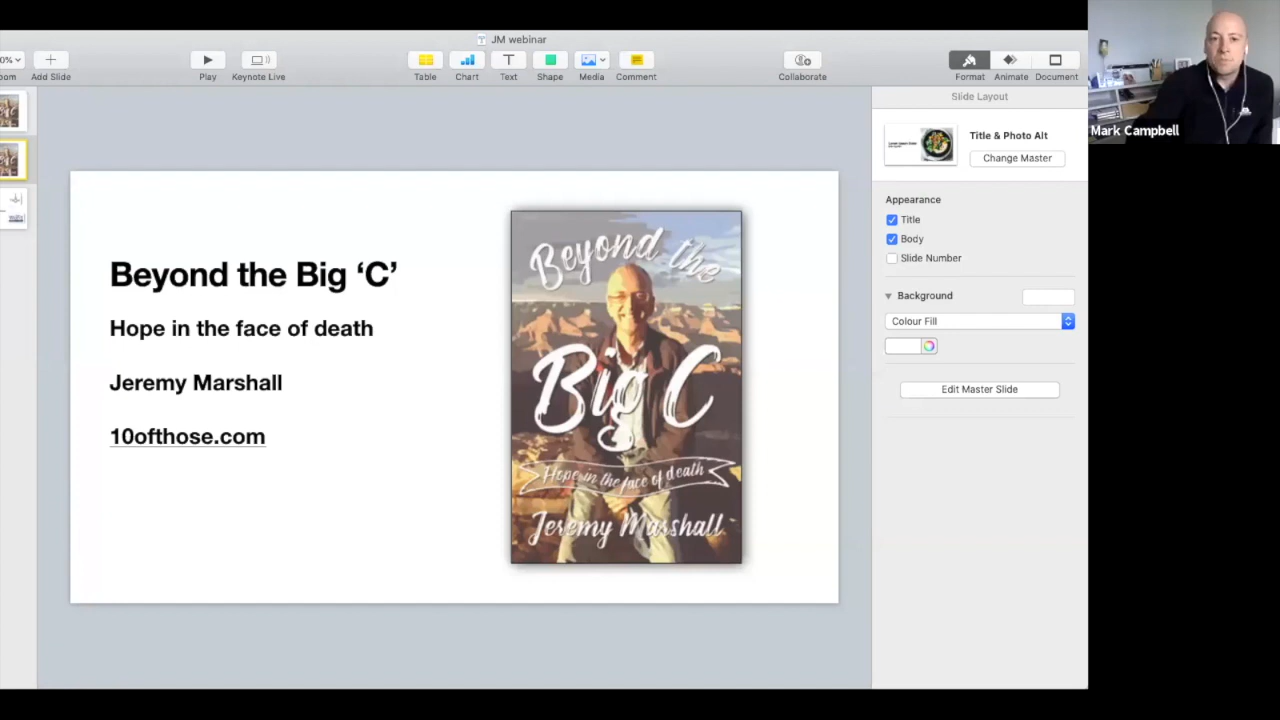 JM webinar
0%
oom
Add Slide
Play
Keynote Live
Table
Chart
Text
Shape
Media
Comment
Collaborate
Format
Animate
Document
Slide Layout
Title & Photo Alt
Change Master
Appearance
Title
Body
Slide Number
Background
Colour Fill
Edit Master Slide
Beyond the Big ‘C’
Hope in the face of death
Jeremy Marshall
10ofthose.com
Beyond the
Big C
Hope in the face of death
Jeremy Marshall
Mark Campbell